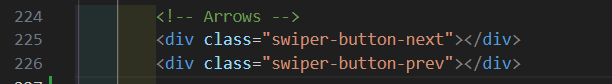 224 <!-- Arrows -->
225 <div class="swiper-button-next"></div>
226 <div class="swiper-button-prev"></div>